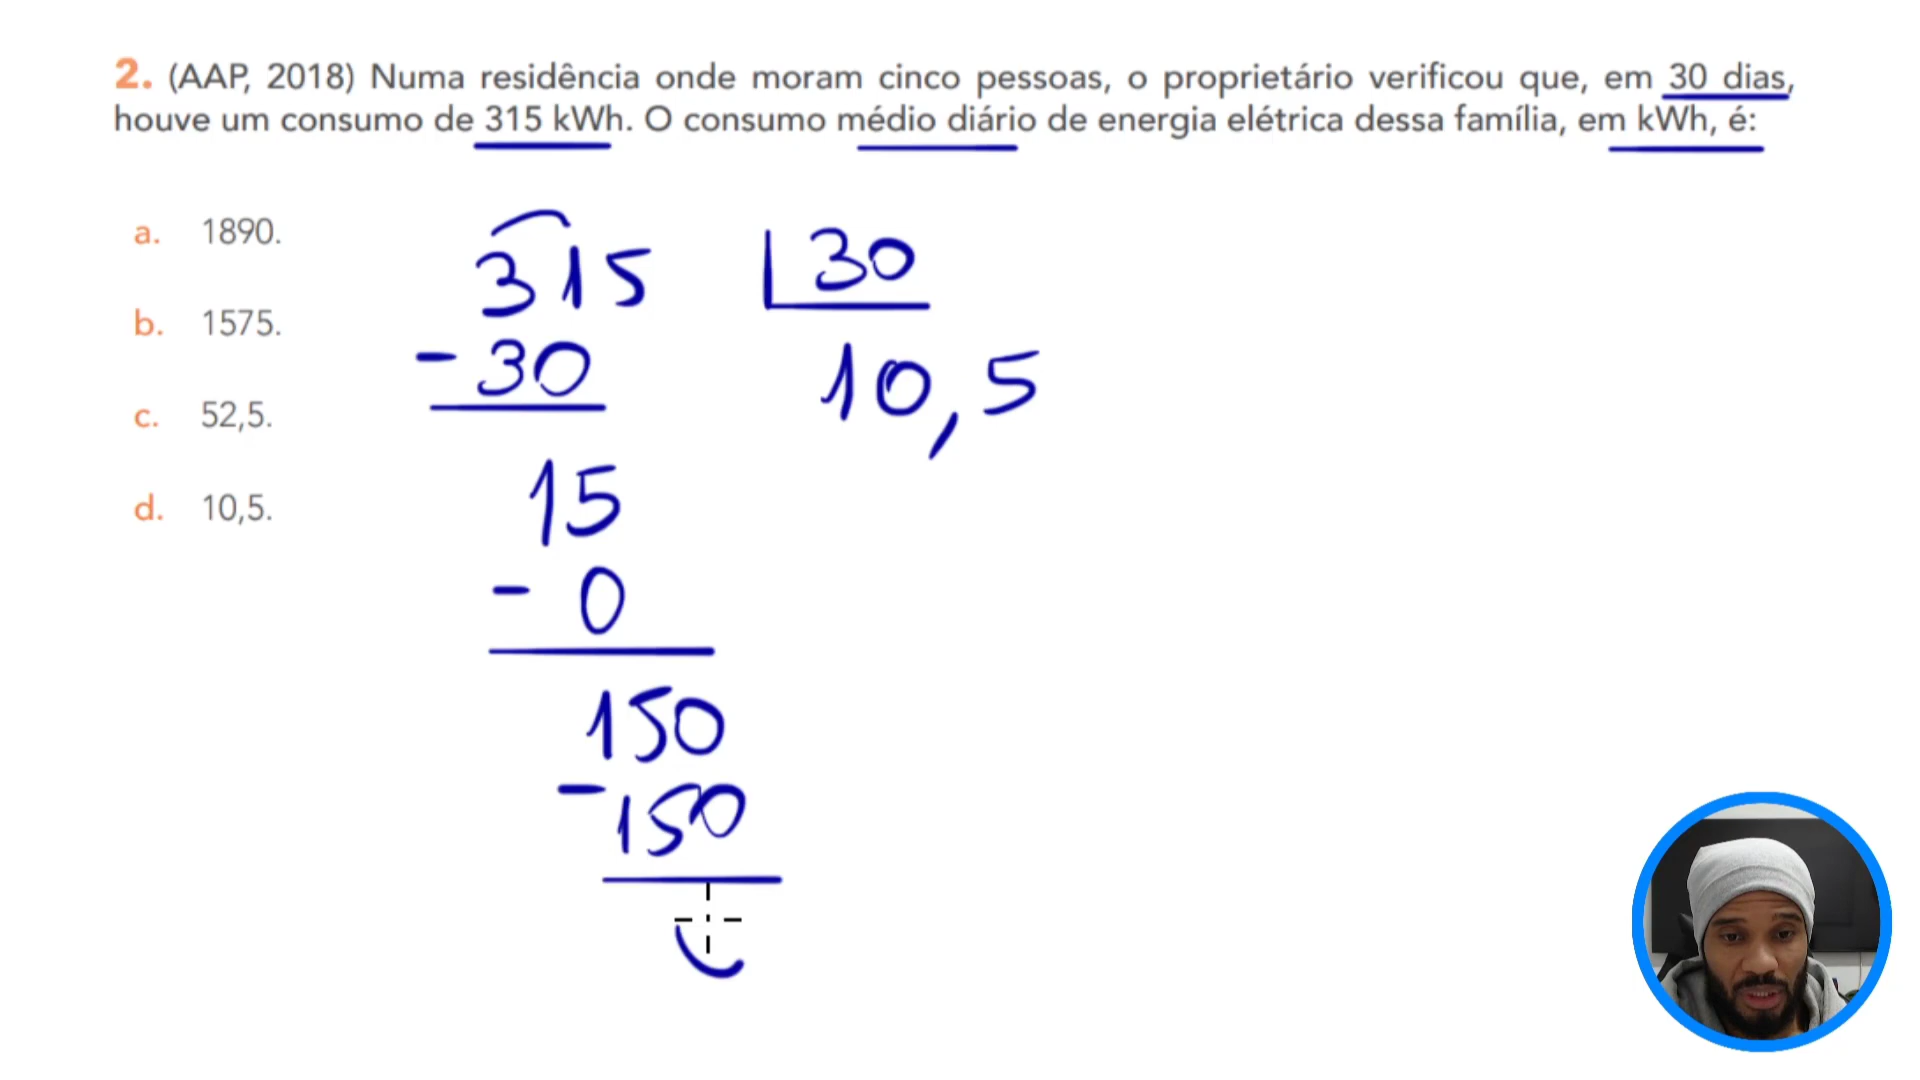 2. (AAP, 2018) Numa residência onde moram cinco pessoas, o proprietário verificou que, em 30 dias,
houve um consumo de 315 kWh. O consumo médio diário de energia elétrica dessa família, em kWh, é:
a. 1890.
b. 1575.
c. 52,5.
d. 10,5.
315 30
- 30 10,5
15
- 0
150
- 150